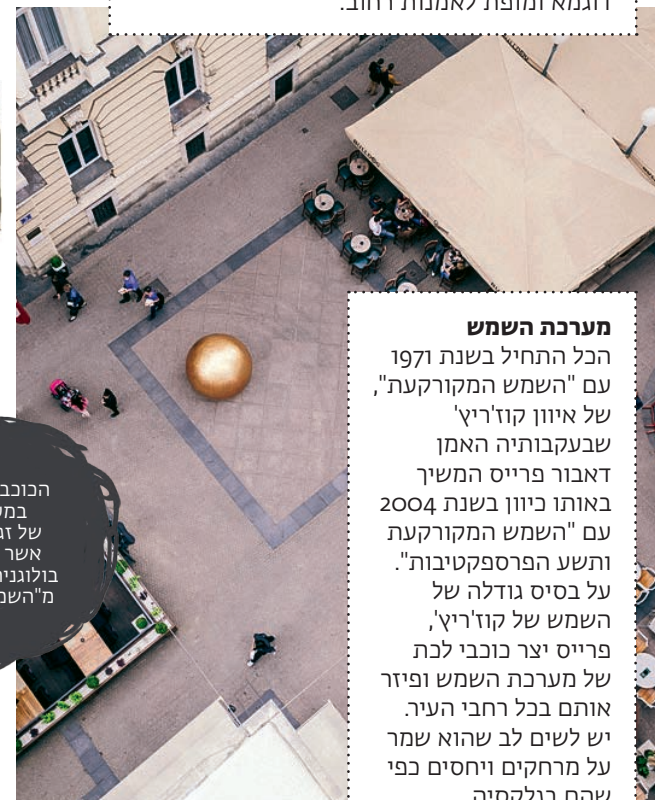 דוגמא ומופת לאמנות רחוב.
מערכת השמש
הכל התחיל בשנת 1971
עם "השמש המקורקעת",
של איוון קוז'ריץ'
שבעקבותיה האמן
דאבור פרייס המשיך
באותו כיוון בשנת 2004
עם "השמש המקורקעת
ותשע הפרספקטיבות".
על בסיס גודלה של
השמש של קוז'ריץ',
פרייס יצר כוכבי לכת
של מערכת השמש ופיזר
אותם בכל רחבי העיר.
יש לשים לב שהוא שמר
על מרחקים ויחסים כפי
שהם בגלקסיה
אשר